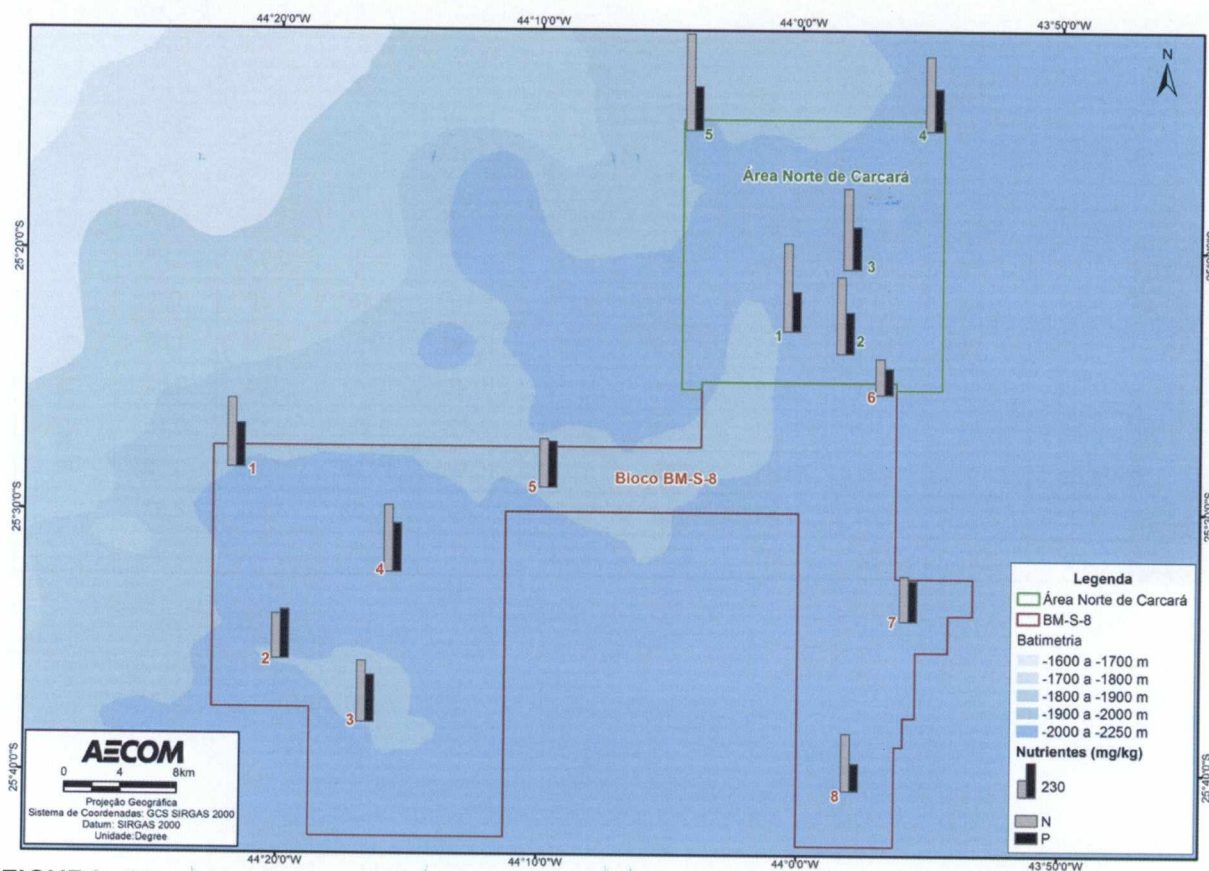 44°20'0"W
44°10'0"W
44°0'0"W
43°50'0"W
N
5
4
Área Norte de Carcará
25°20'0"S
3
1
2
6
1
5
Bloco BM-S-8
25°30'0"S
4
7
2
3
8
25°40'0"S
25°40'0"S
AECOM
0 4 8km
Projeção Geográfica
Sistema de Coordenadas: GCS SIRGAS 2000
Datum: SIRGAS 2000
Unidade:Degree
Legenda
Área Norte de Carcará
BM-S-8
Batimetria
-1600 a -1700 m
-1700 a -1800 m
-1800 a -1900 m
-1900 a -2000 m
-2000 a -2250 m
Nutrientes (mg/kg)
230
N
P
44°20'0"W
44°10'0"W
44°0'0"W
43°50'0"W